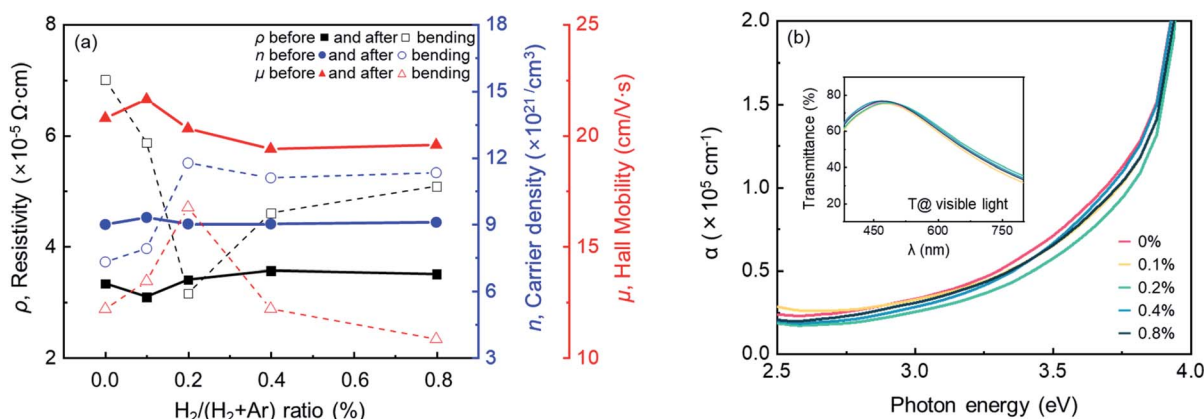 (a)
ρ before ■ and after □ bending
n before ● and after ○ bending
μ before ▲ and after △ bending
8
7
6
5
4
3
2
ρ, Resistivity (×10⁻⁵ Ω·cm)
18
15
12
9
6
3
n, Carrier density (×10²¹/cm³)
25
20
15
10
μ, Hall Mobility (cm/V·s)
0.0 0.1 0.2 0.4 0.8
H₂/(H₂+Ar) ratio (%)
(b)
2.0
1.5
1.0
0.5
0.0
α (×10⁵ cm⁻¹)
80
60
40
20
Transmittance (%)
T@ visible light
450 600 750
λ (nm)
0%
0.1%
0.2%
0.4%
0.8%
2.5 3.0 3.5 4.0
Photon energy (eV)